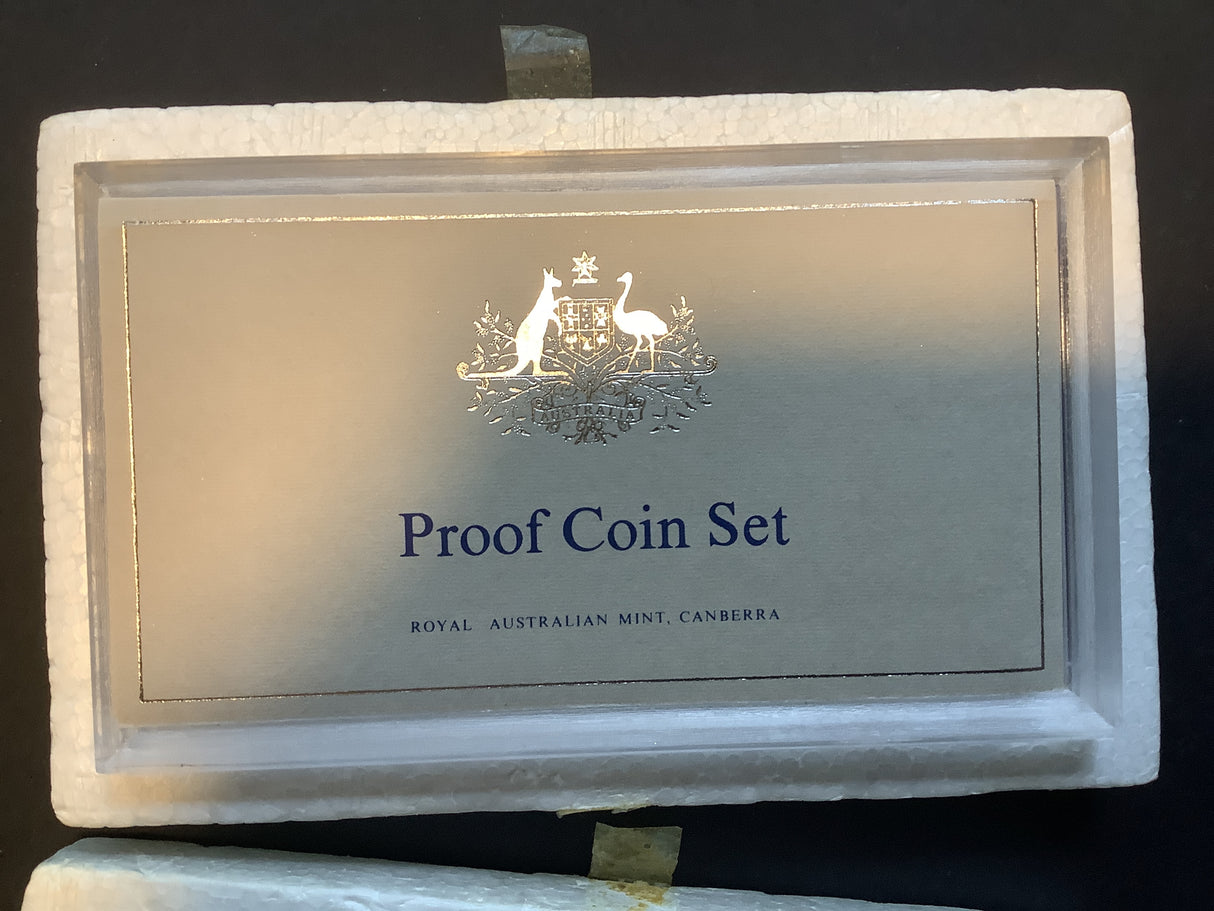 AUSTRALIA
Proof Coin Set
ROYAL AUSTRALIAN MINT, CANBERRA